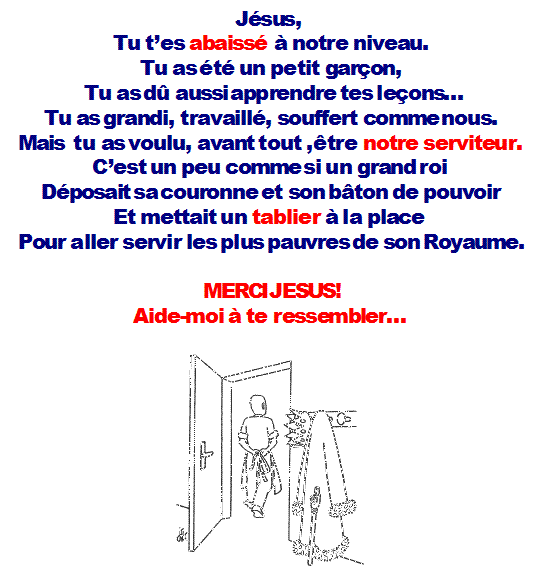 Jésus,
Tu t'es abaissé à notre niveau.
Tu as été un petit garçon,
Tu as dû aussi apprendre tes leçons...
Tu as grandi, travaillé, souffert comme nous.
Mais tu as voulu, avant tout ,être notre serviteur.
C'est un peu comme si un grand roi
Déposait sa couronne et son bâton de pouvoir
Et mettait un tablier à la place
Pour aller servir les plus pauvres de son Royaume.
MERCI JESUS!
Aide-moi à te ressembler...